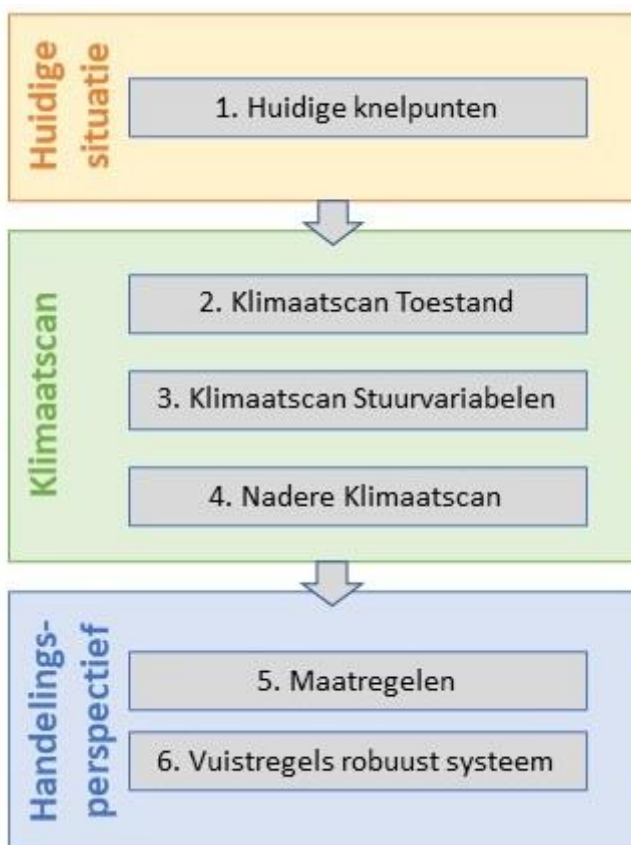 Huidige
situatie
1. Huidige knelpunten
Klimaatscan
2. Klimaatscan Toestand
3. Klimaatscan Stuurvariabelen
4. Nadere Klimaatscan
Handelings-
perspectief
5. Maatregelen
6. Vuistregels robuust systeem